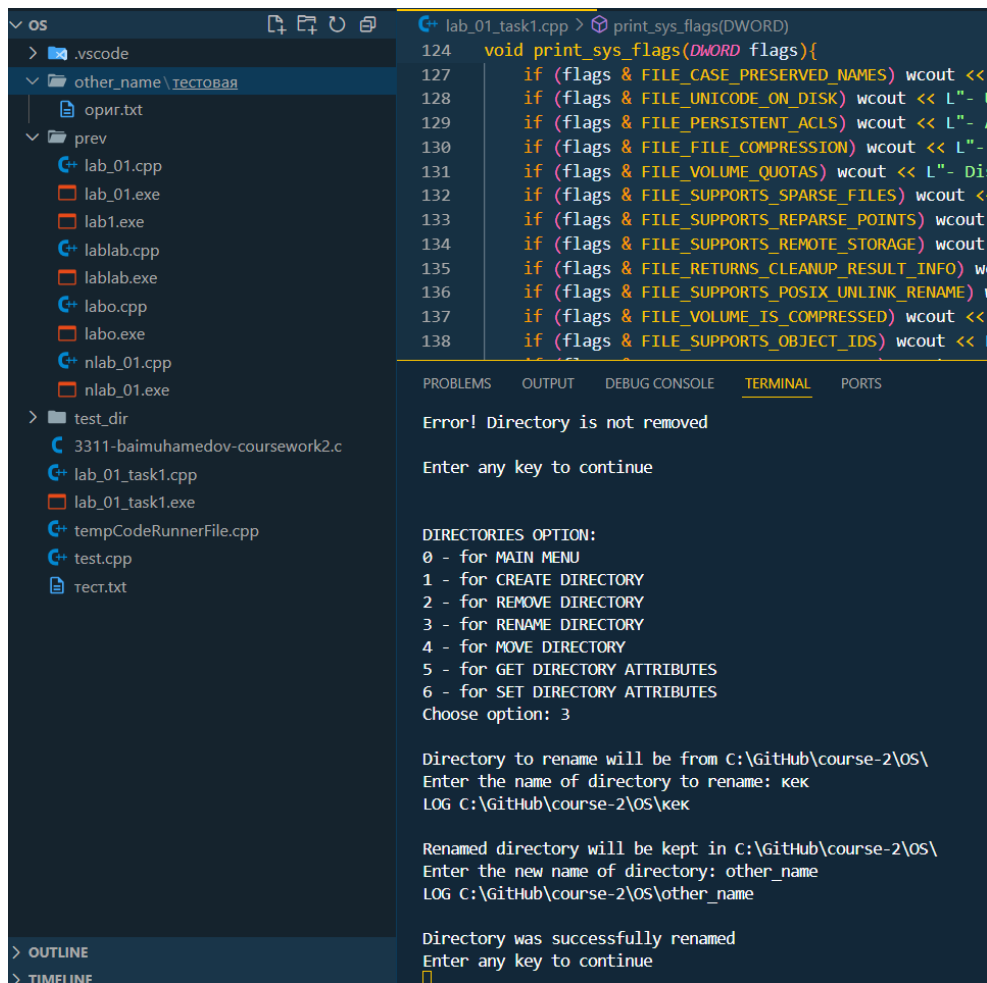 OS
.vscode
other_name\тестовая
ориг.txt
prev
lab_01.cpp
lab_01.exe
lab1.exe
lablab.cpp
lablab.exe
labo.cpp
labo.exe
nlab_01.cpp
nlab_01.exe
test_dir
3311-baimuhamedov-coursework2.c
lab_01_task1.cpp
lab_01_task1.exe
tempCodeRunnerFile.cpp
test.cpp
тест.txt
OUTLINE
TIMELINE
lab_01_task1.cpp > print_sys_flags(DWORD)
124 void print_sys_flags(DWORD flags){
127 if (flags & FILE_CASE_PRESERVED_NAMES) wcout <<
128 if (flags & FILE_UNICODE_ON_DISK) wcout << L"-
129 if (flags & FILE_PERSISTENT_ACLS) wcout << L"-
130 if (flags & FILE_FILE_COMPRESSION) wcout << L"-
131 if (flags & FILE_VOLUME_QUOTAS) wcout << L"- Dis
132 if (flags & FILE_SUPPORTS_SPARSE_FILES) wcout <
133 if (flags & FILE_SUPPORTS_REPARSE_POINTS) wcout
134 if (flags & FILE_SUPPORTS_REMOTE_STORAGE) wcout
135 if (flags & FILE_RETURNS_CLEANUP_RESULT_INFO) w
136 if (flags & FILE_SUPPORTS_POSIX_UNLINK_RENAME)
137 if (flags & FILE_VOLUME_IS_COMPRESSED) wcout <<
138 if (flags & FILE_SUPPORTS_OBJECT_IDS) wcout <<
PROBLEMS OUTPUT DEBUG CONSOLE TERMINAL PORTS
Error! Directory is not removed
Enter any key to continue
DIRECTORIES OPTION:
0 - for MAIN MENU
1 - for CREATE DIRECTORY
2 - for REMOVE DIRECTORY
3 - for RENAME DIRECTORY
4 - for MOVE DIRECTORY
5 - for GET DIRECTORY ATTRIBUTES
6 - for SET DIRECTORY ATTRIBUTES
Choose option: 3
Directory to rename will be from C:\GitHub\course-2\OS\
Enter the name of directory to rename: кек
LOG C:\GitHub\course-2\OS\кек
Renamed directory will be kept in C:\GitHub\course-2\OS\
Enter the new name of directory: other_name
LOG C:\GitHub\course-2\OS\other_name
Directory was successfully renamed
Enter any key to continue